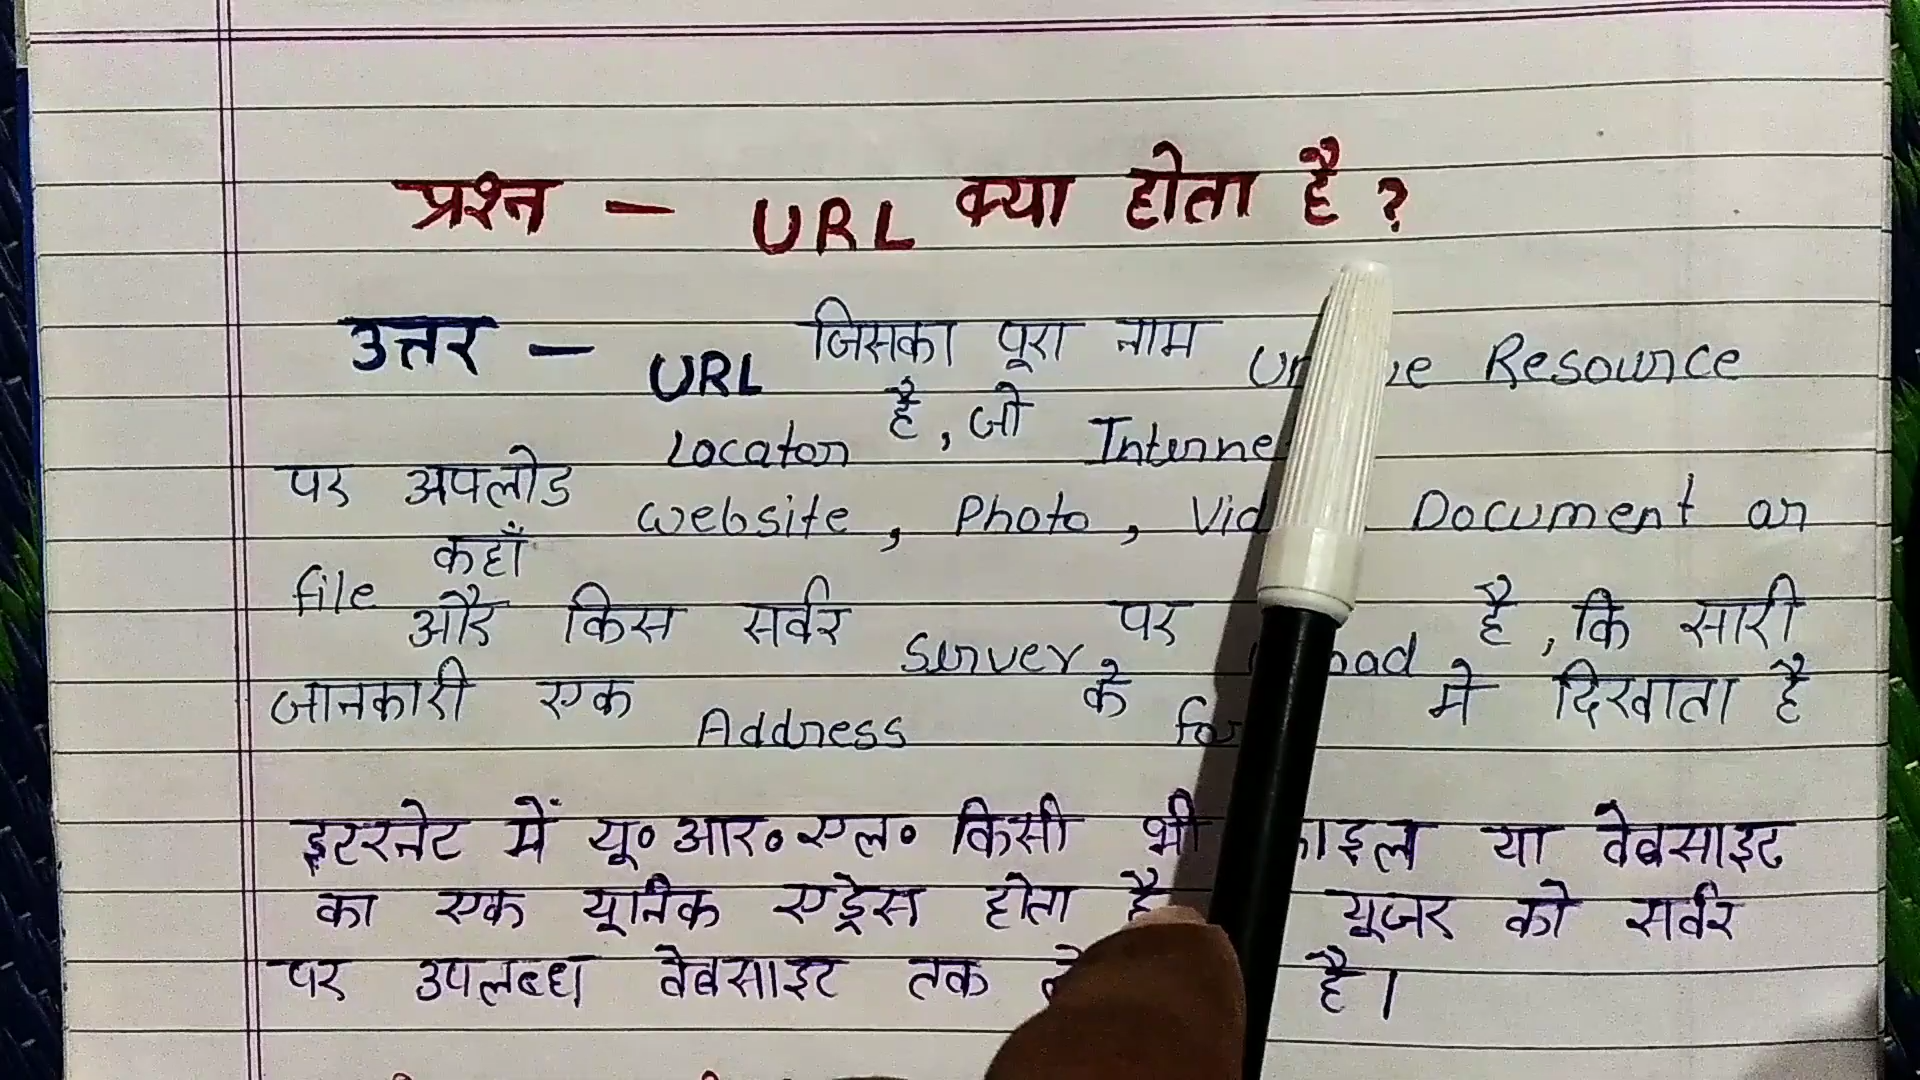 प्रश्न — URL क्या होता है ?
उत्तर — URL जिसका पूरा नाम Resource
Locator है, जो
पर अपलोड website, Photo, Document or
file कहाँ
और किस सर्वर Server पर है, कि सारी
जानकारी एक Address के में दिखाता है
इटरनेट में यू॰ आर॰ एल॰ किसी भी या वेबसाइट
का एक यूनिक एड्रेस होता है यूजर को सर्वर
पर उपलब्ध वेबसाइट तक है।